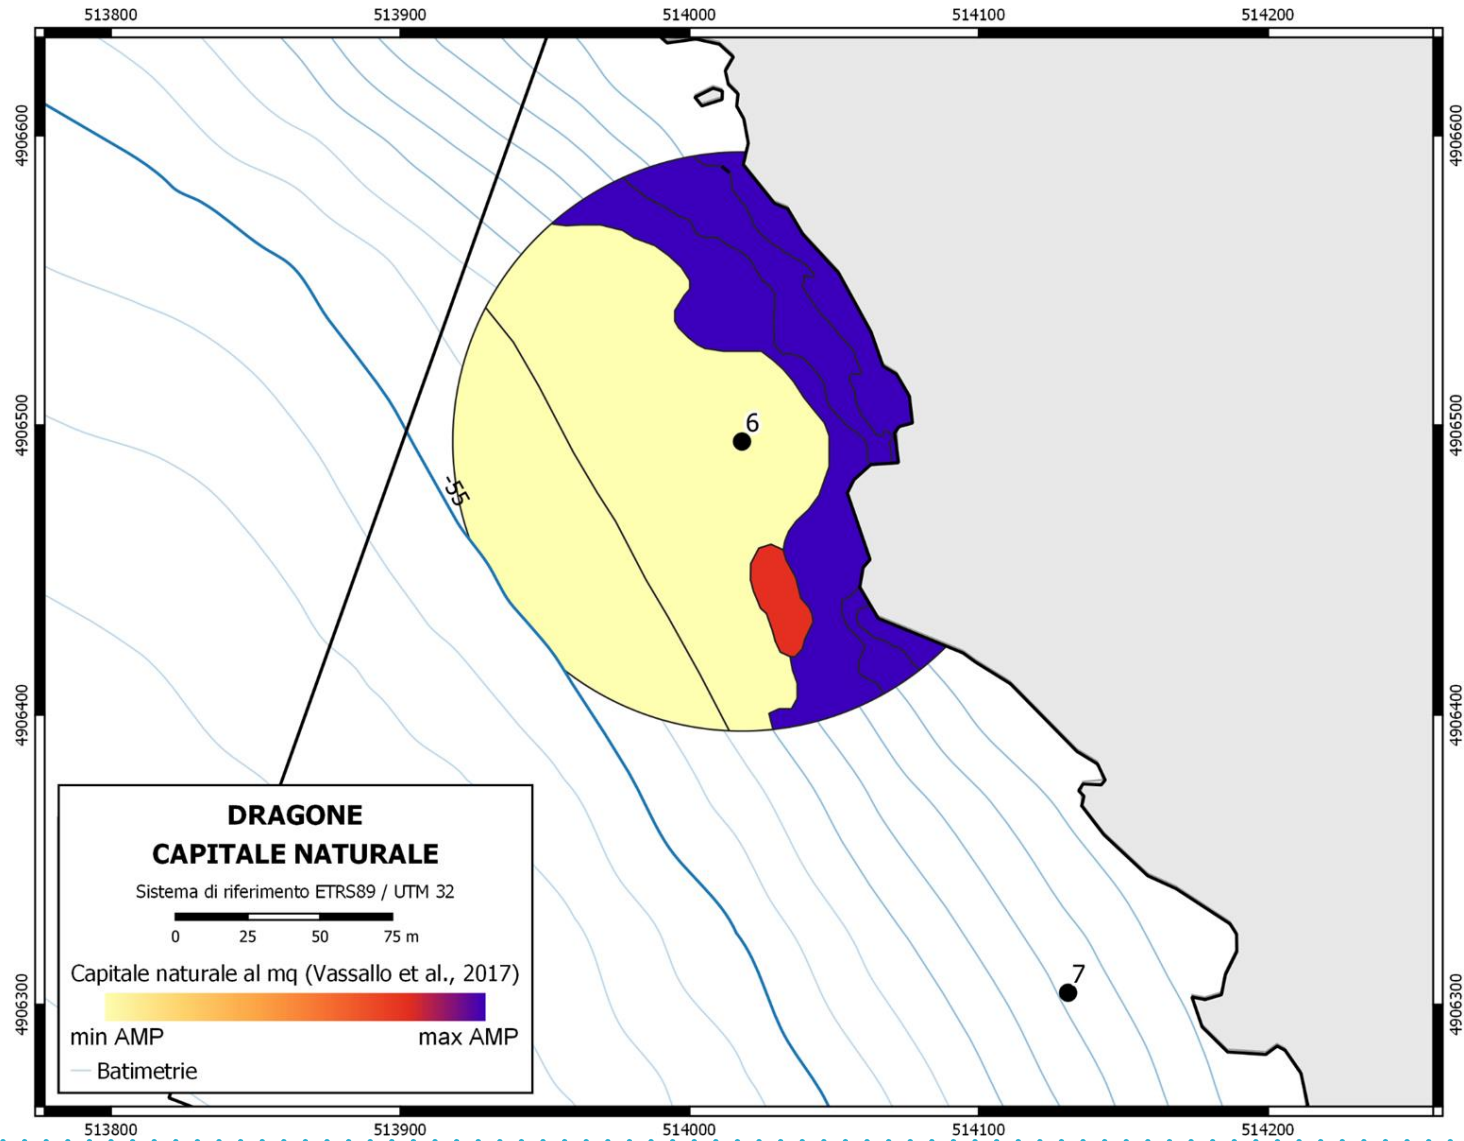 513800 513900 514000 514100 514200
4906600
4906600
4906500
4906500
4906400
4906400
4906300
4906300
6
-55
7
DRAGONE
CAPITALE NATURALE
Sistema di riferimento ETRS89 / UTM 32
0 25 50 75 m
Capitale naturale al mq (Vassallo et al., 2017)
min AMP max AMP
Batimetrie
513800 513900 514000 514100 514200